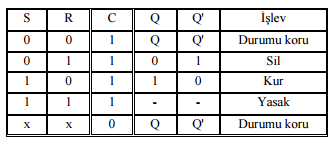 S R C Q Q' İşlev
0 0 1 Q Q' Durumu koru
0 1 1 0 1 Sil
1 0 1 1 0 Kur
1 1 1 - - Yasak
x x 0 Q Q' Durumu koru